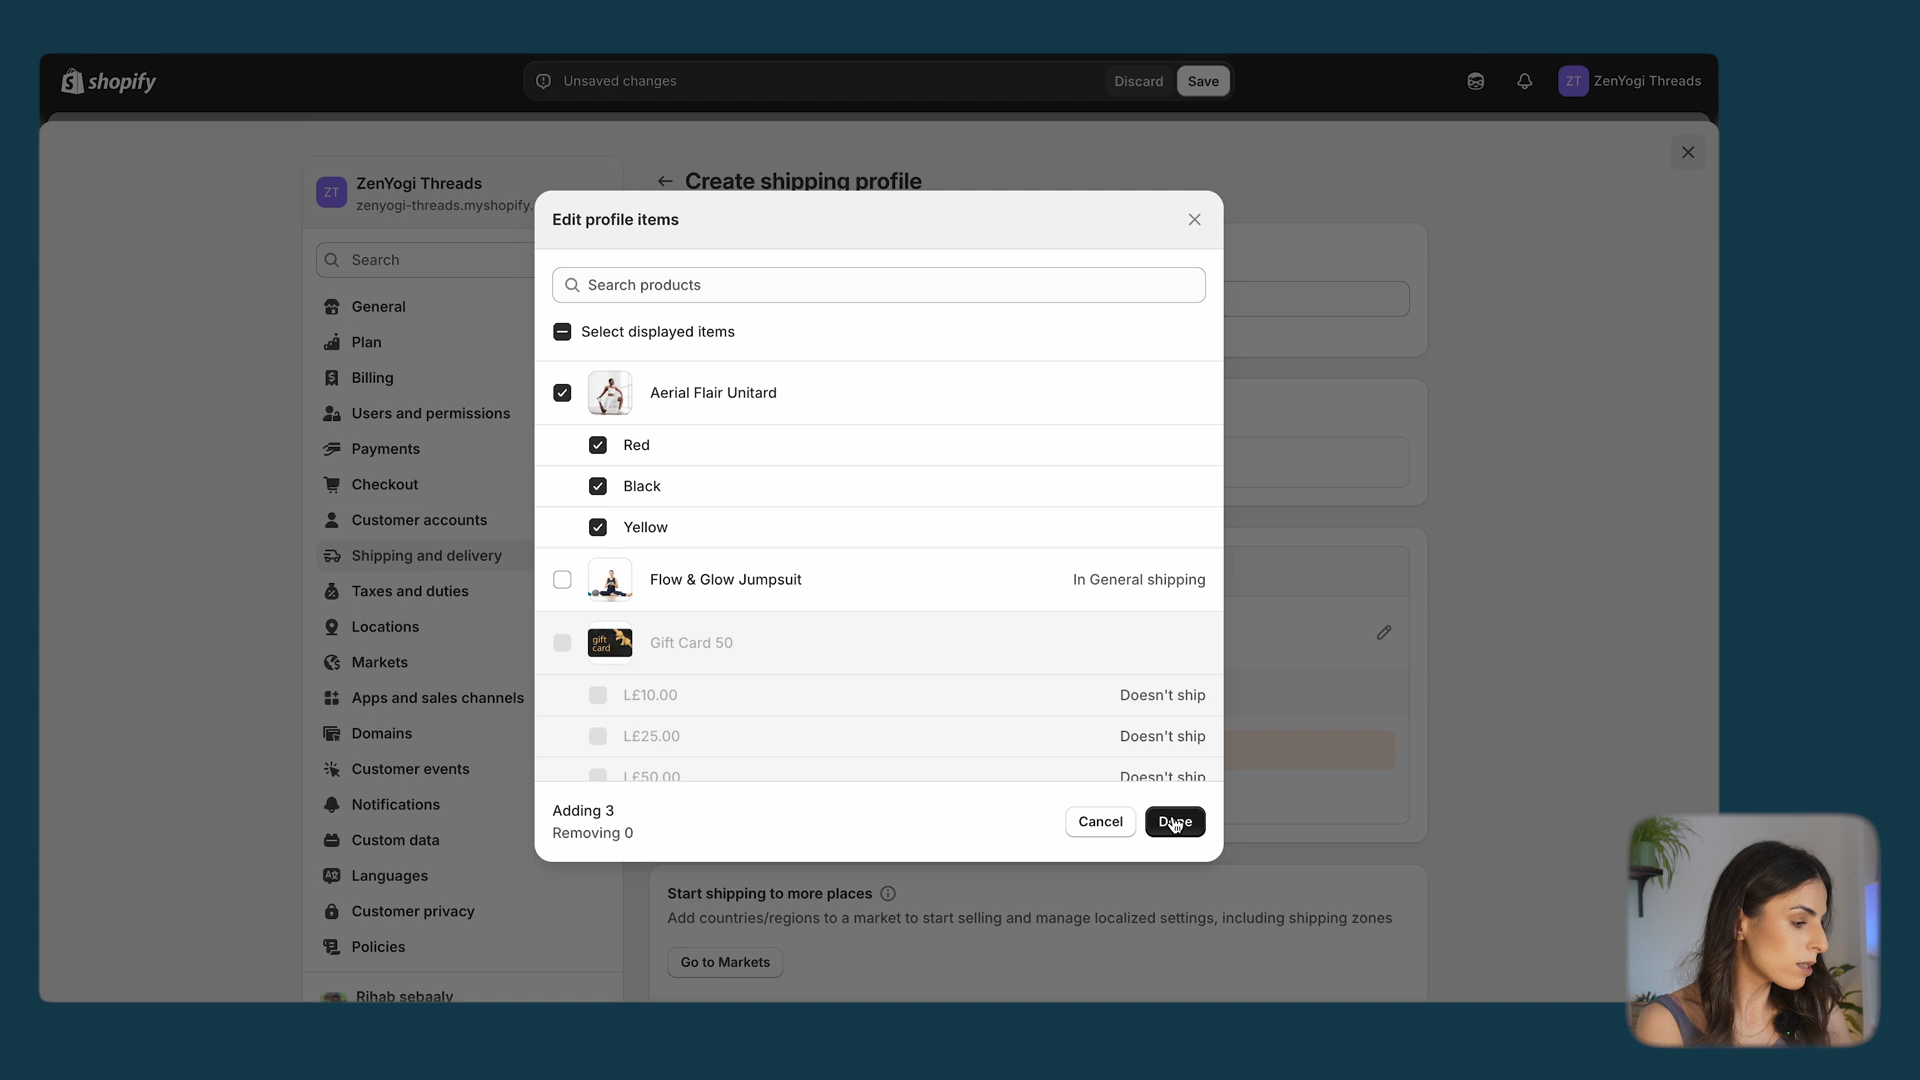 shopify
Unsaved changes
Discard
Save
ZT
ZenYogi Threads
ZT
ZenYogi Threads
zenyogi-threads.myshopify.
Search
General
Plan
Billing
Users and permissions
Payments
Checkout
Customer accounts
Shipping and delivery
Taxes and duties
Locations
Markets
Apps and sales channels
Domains
Customer events
Notifications
Custom data
Languages
Customer privacy
Policies
Rihab sebaaly
Create shipping profile
Edit profile items
Search products
Select displayed items
Aerial Flair Unitard
Red
Black
Yellow
Flow & Glow Jumpsuit
In General shipping
gift
card
Gift Card 50
L£10.00
Doesn't ship
L£25.00
Doesn't ship
L£50.00
Doesn't ship
Adding 3
Removing 0
Cancel
Done
Start shipping to more places
Add countries/regions to a market to start selling and manage localized settings, including shipping zones
Go to Markets